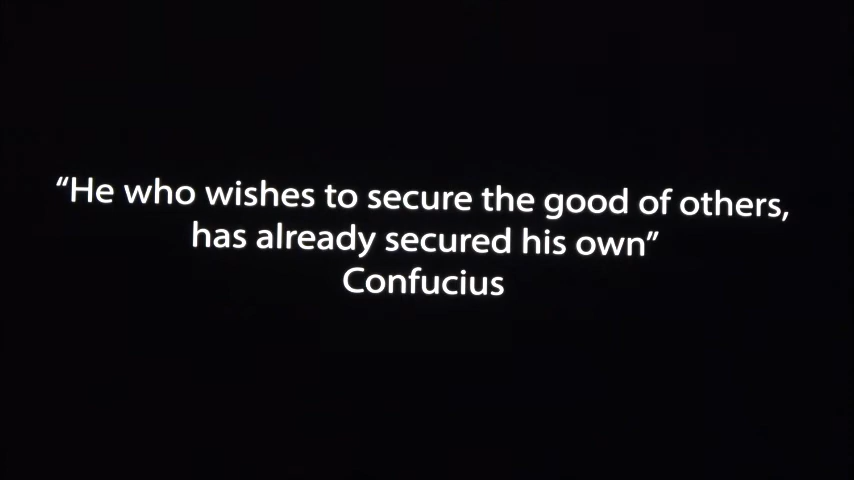 “He who wishes to secure the good of others,
has already secured his own”
Confucius